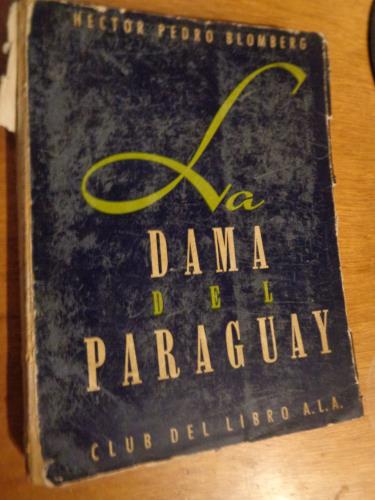 HECTOR PEDRO BLOMBERG
La
DAMA
DEL
PARAGUAY
CLUB DEL LIBRO A.L.A.